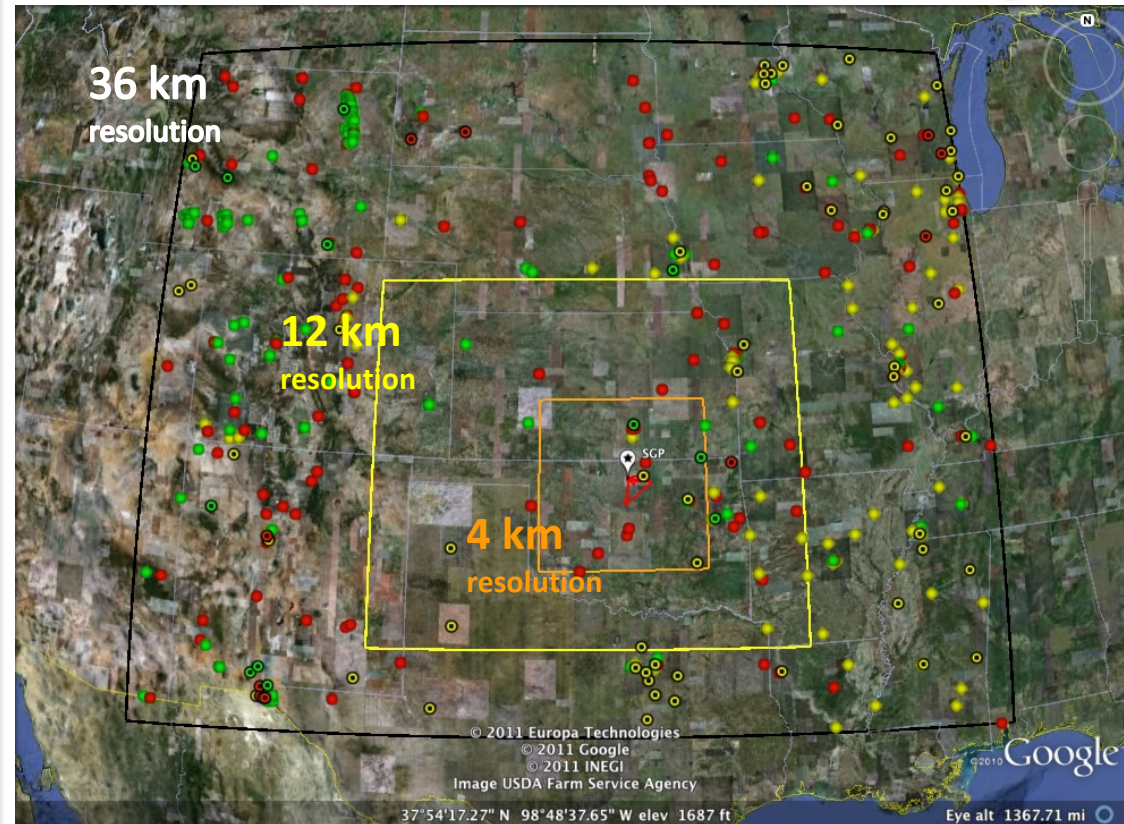 N
36 km
resolution
12 km
resolution
SGP
4 km
resolution
© 2011 Europa Technologies
© 2011 Google
© 2011 INEGI
Image USDA Farm Service Agency
©2010 Google
37°54'17.27" N 98°48'37.65" W elev 1687 ft
Eye alt 1367.71 mi